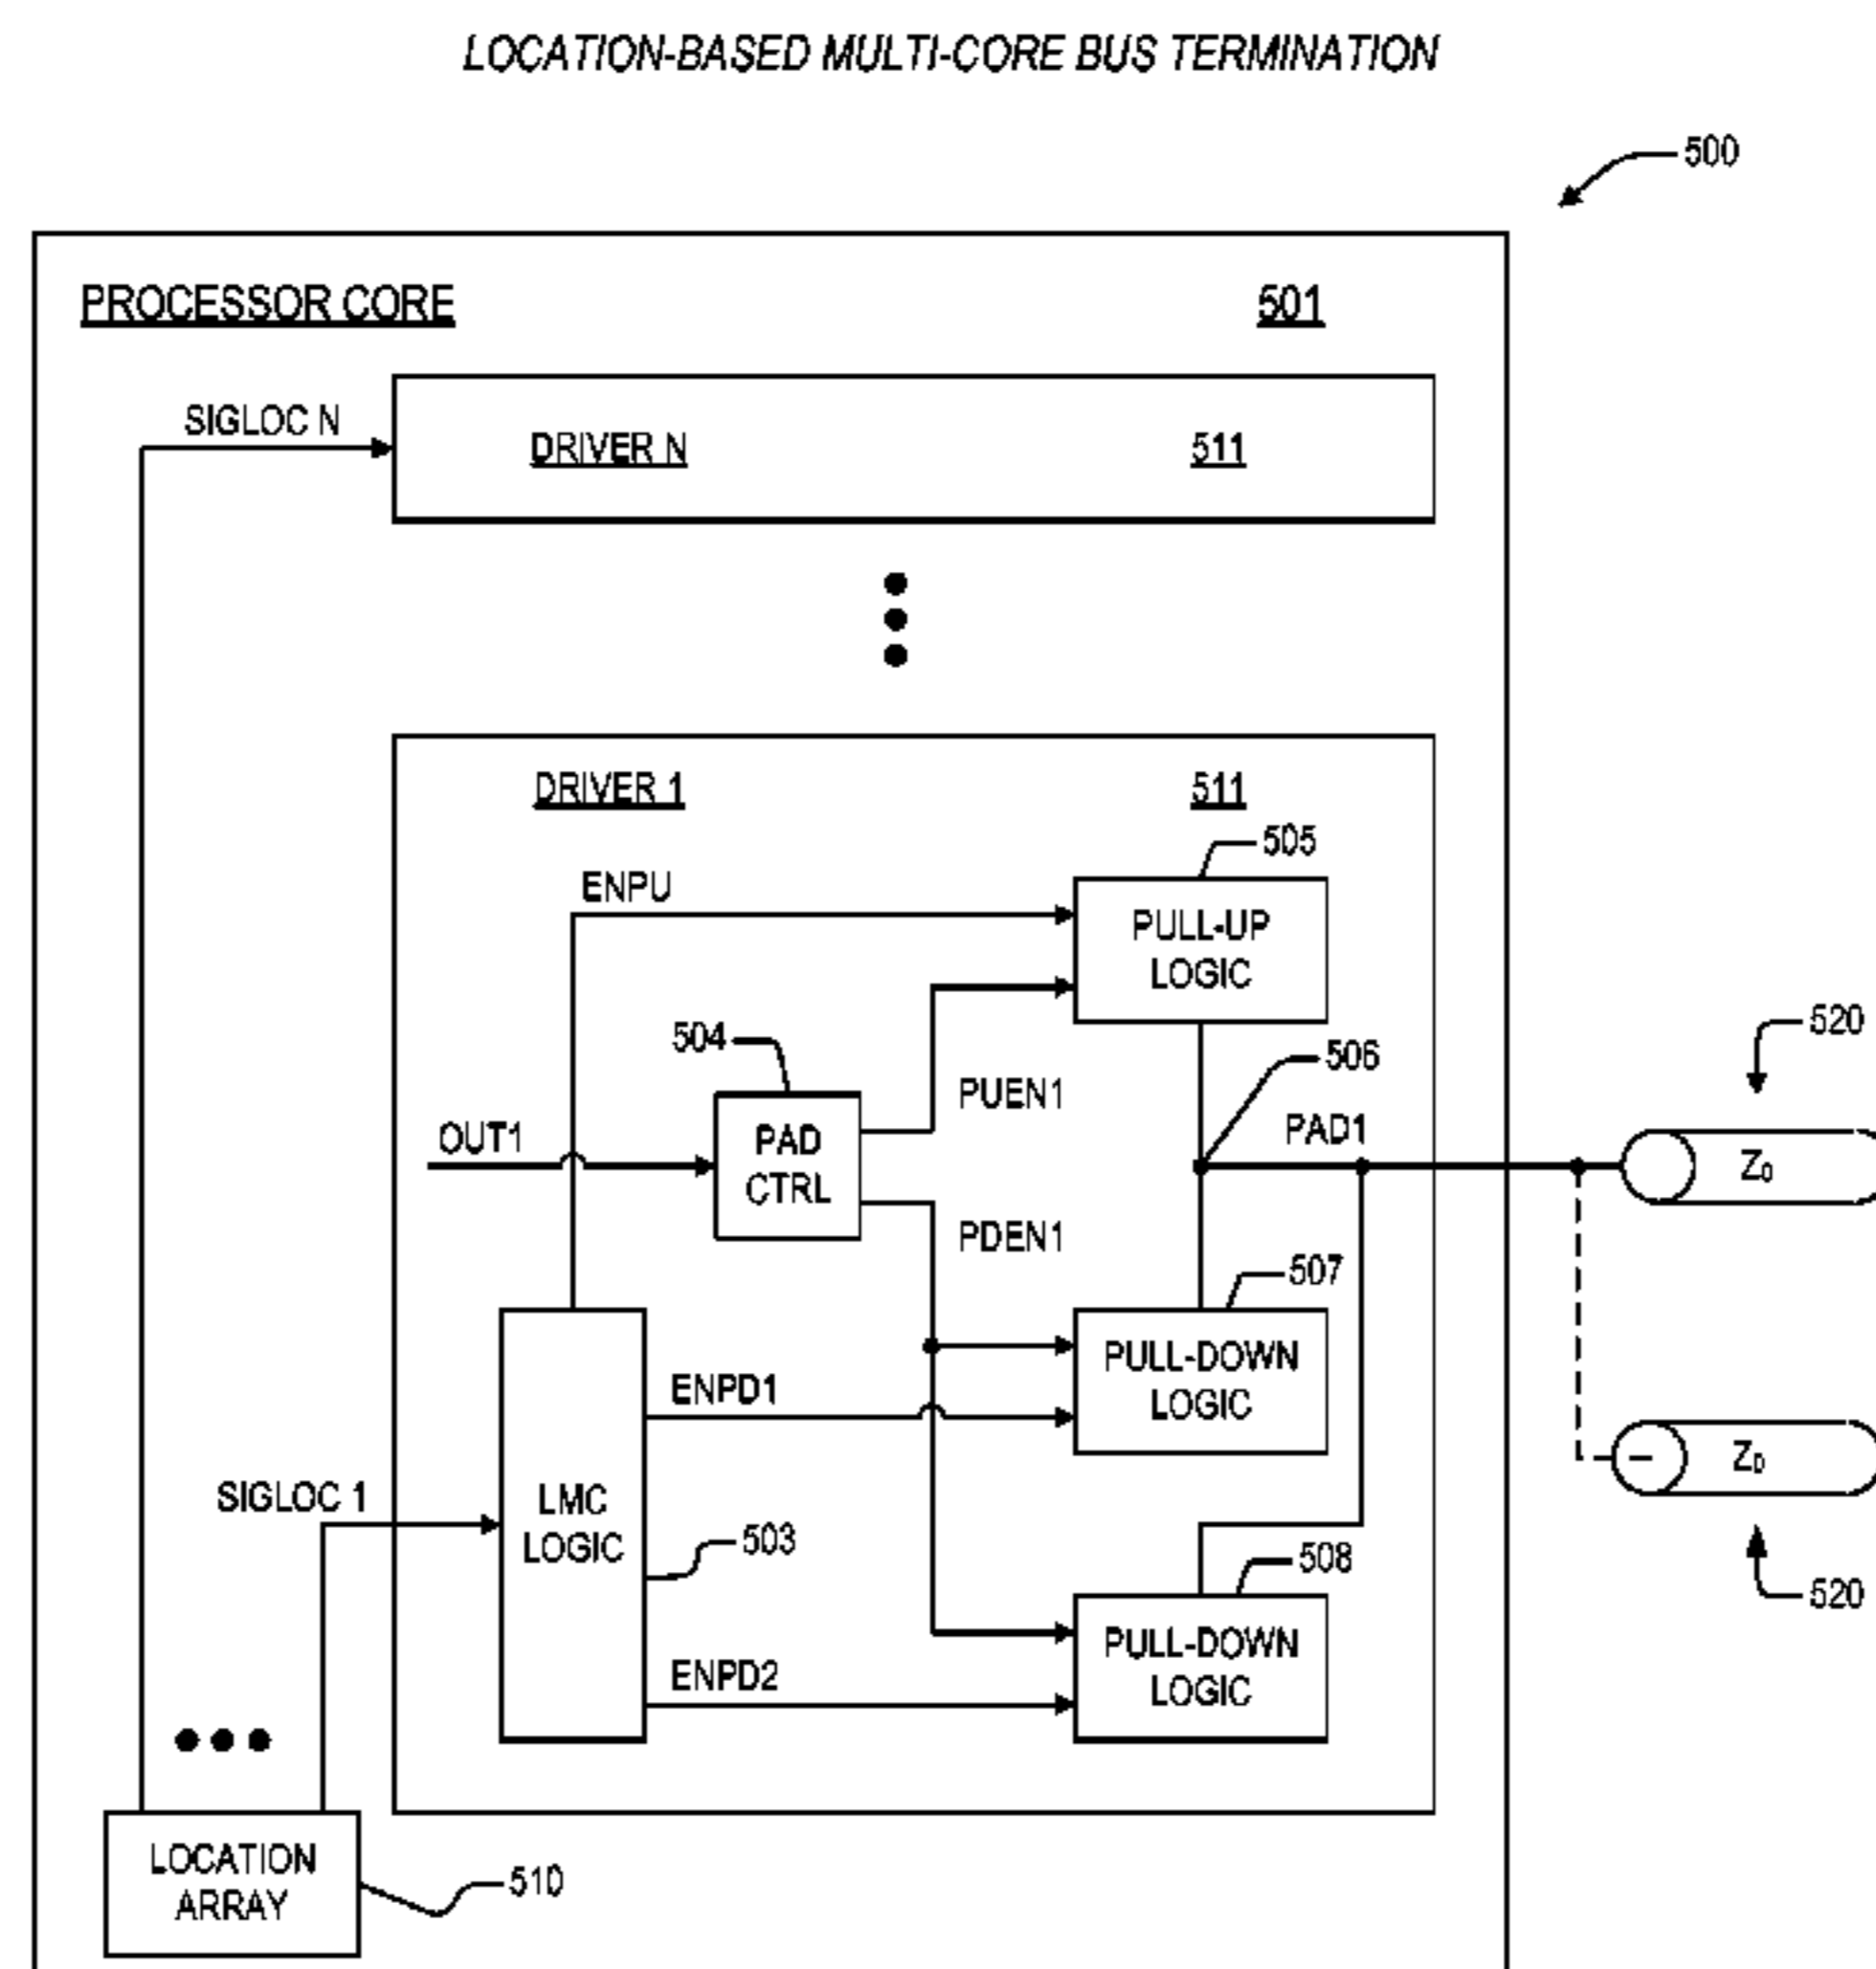 LOCATION-BASED MULTI-CORE BUS TERMINATION
500
PROCESSOR CORE 501
SIGLOC N
DRIVER N 511
DRIVER 1 511
505
ENPU
PULL-UP
LOGIC
504
506
520
PUEN1
OUT1
PAD
CTRL
PAD1
Z0
PDEN1
507
PULL-DOWN
LOGIC
ENPD1
Z0
SIGLOC 1
LMC
LOGIC
503
508
520
PULL-DOWN
LOGIC
ENPD2
LOCATION
ARRAY
510